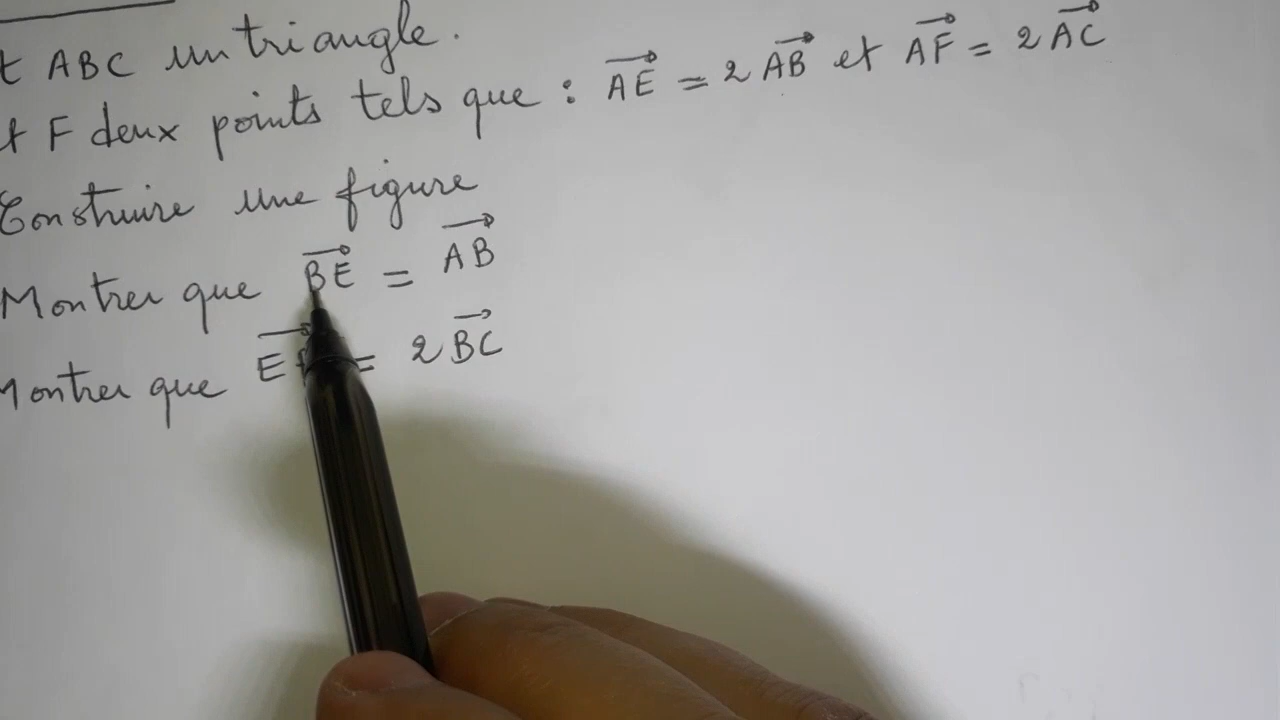 t ABC un triangle.
t F deux points tels que : AE = 2 AB et AF = 2 AC
Construire une figure
Montrer que BE = AB
Montrer que = 2 BC